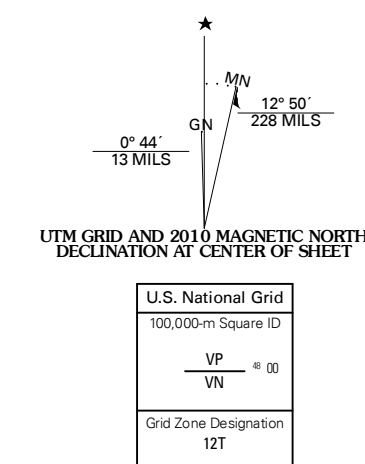 MN
12° 50´
228 MILS
GN
0° 44´
13 MILS
UTM GRID AND 2010 MAGNETIC NORTH
DECLINATION AT CENTER OF SHEET
U.S. National Grid
100,000-m Square ID
VP
48 00
VN
Grid Zone Designation
12T